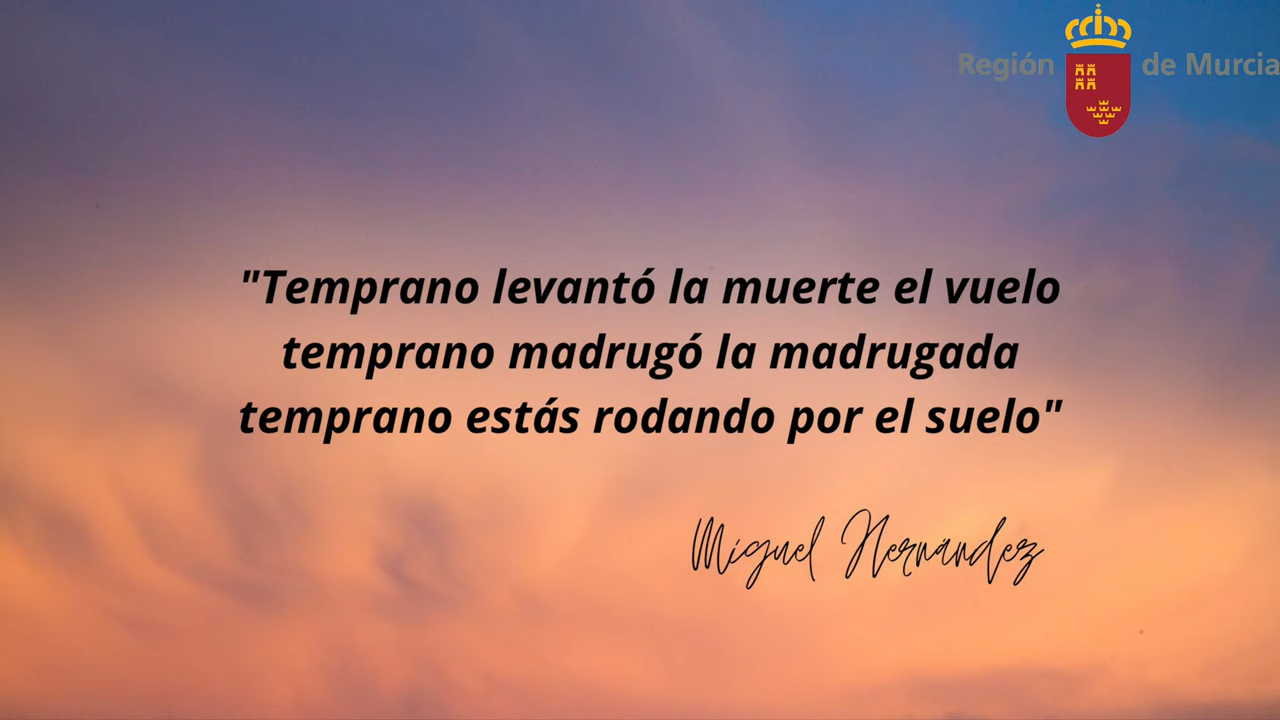 Región de Murcia
"Temprano levantó la muerte el vuelo
temprano madrugó la madrugada
temprano estás rodando por el suelo"
Miguel Hernández